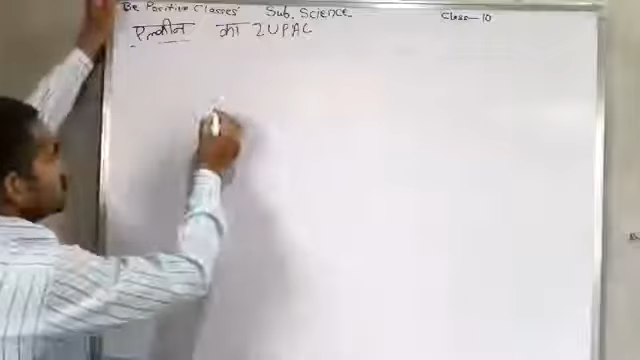 Be Positive Classes' Sub. Science Class-10
एल्कीन का IUPAC